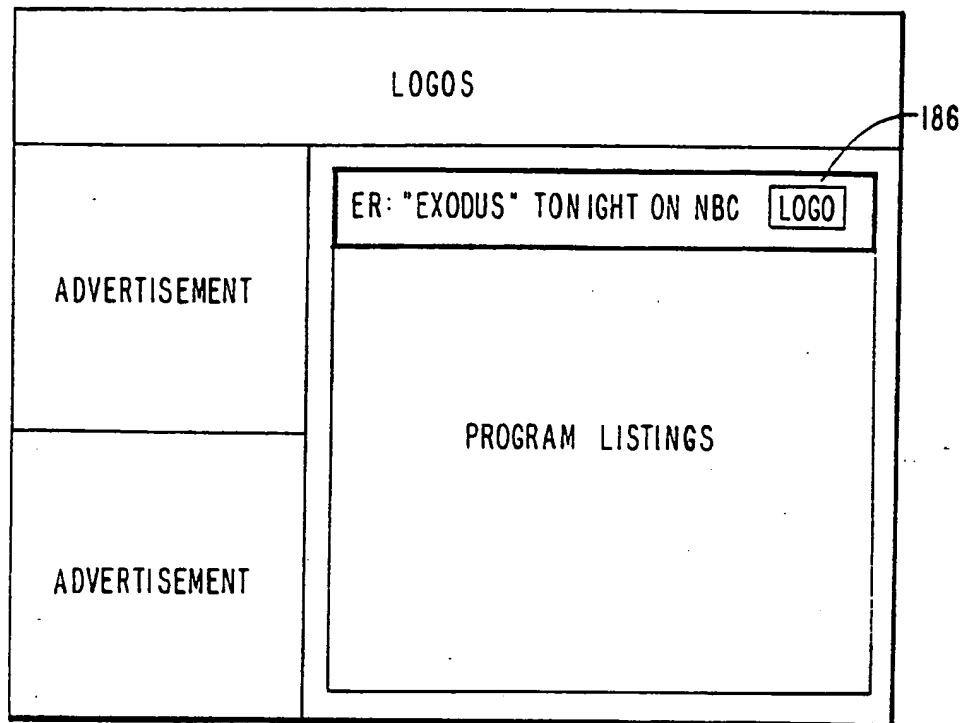 LOGOS
186
ER: "EXODUS" TONIGHT ON NBC LOGO
ADVERTISEMENT
PROGRAM LISTINGS
ADVERTISEMENT